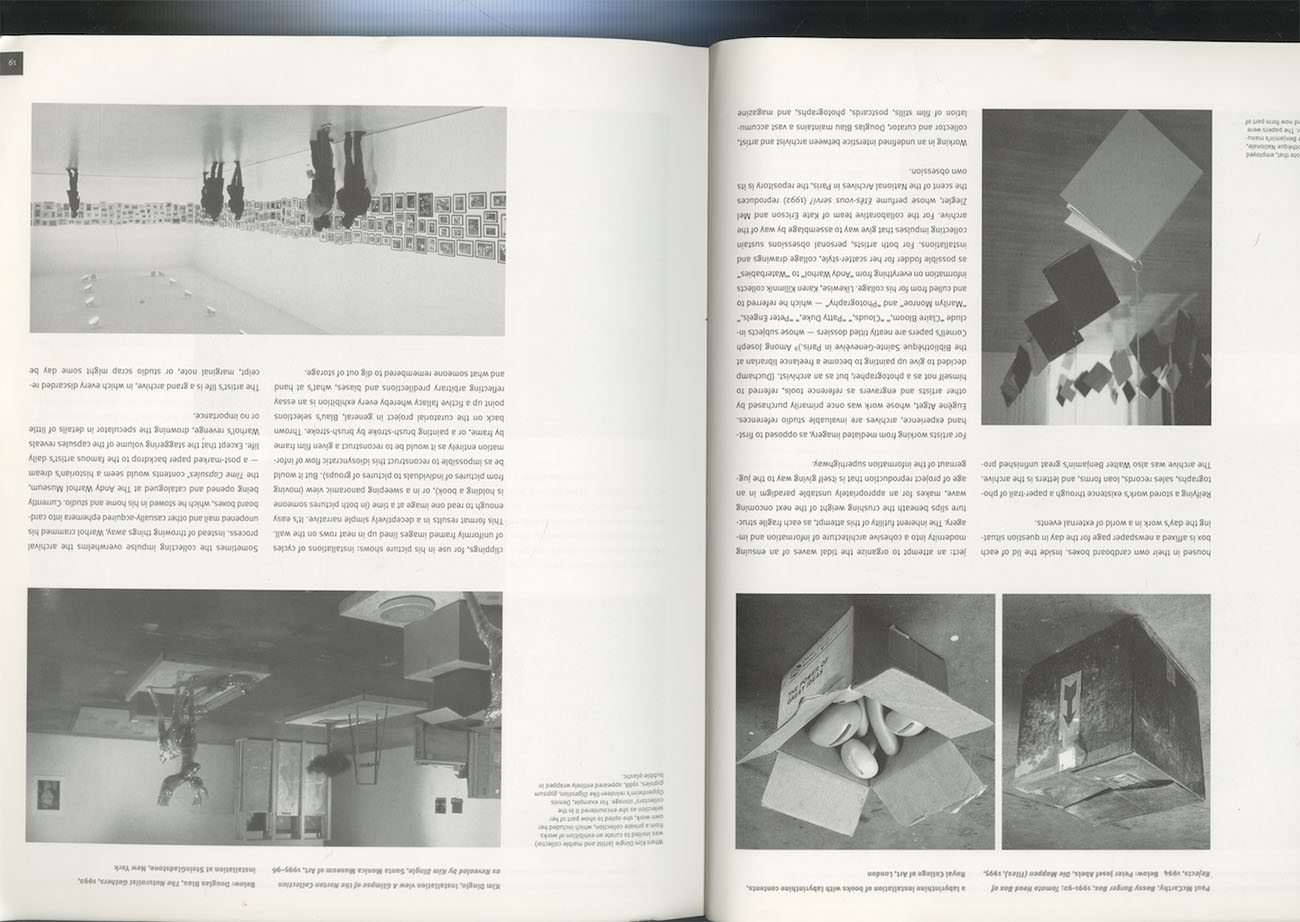 Paul McCarthy, Bossy Burger Box, 1991-92; Tomato Head Box of
Rejects, 1994 Below: Peter Josef Abels, Die Mappen (Files), 1995,
a labyrinthine installation of books with labyrinthine contents,
Royal College of Art, London
THE POWER OF
GREAT IDEAS
housed in their own cardboard boxes. Inside the lid of each
box is affixed a newspaper page for the day in question situat-
ing the day's work in a world of external events.
Reifying a stored work's existence through a paper-trail of pho-
tographs, sales records, loan forms, and letters is the archive.
The archive was also Walter Benjamin's great unfinished pro-
note that, employed
othèque Nationale,
r Benjamin's manu-
r. The papers were
nd now form part of
ject: an attempt to organize the tidal waves of an ensuing
modernity into a cohesive architecture of information and im-
agery. The inherent futility of this attempt, as each fragile struc-
ture slips beneath the crushing weight of the next oncoming
wave, makes for an appropriately unstable paradigm in an
age of project reproduction that is itself giving way to the jug-
gernaut of the information superhighway.
For artists working from mediated imagery, as opposed to first-
hand experience, archives are invaluable studio references.
Eugène Atget, whose work was once primarily purchased by
other artists and engravers as reference tools, referred to
himself not as a photographer, but as an archivist. (Duchamp
decided to give up painting to become a freelance librarian at
the Bibliothèque Sainte-Geneviève in Paris.)⁹ Among Joseph
Cornell's papers are neatly titled dossiers — whose subjects in-
clude "Claire Bloom," "Clouds," "Patty Duke," "Peter Engels,"
"Marilyn Monroe" and "Photography" — which he referred to
and culled from for his collage. Likewise, Karen Kilimnik collects
information on everything from "Andy Warhol" to "Waterbabies"
as possible fodder for her scatter-style, collage drawings and
installations. For both artists, personal obsessions sustain
collecting impulses that give way to assemblage by way of the
archive. For the collaborative team of Kate Ericson and Mel
Ziegler, whose perfume Etês-vous servi? (1992) reproduces
the scent of the National Archives in Paris, the repository is its
own obsession.
Working in an undefined interstice between archivist and artist,
collector and curator, Douglas Blau maintains a vast accumu-
lation of film stills, postcards, photographs, and magazine
Kim Dingle, Installation view A Glimpse of the Norton Collection
as Revealed by Kim Dingle, Santa Monica Museum of Art, 1995-96
Below: Douglas Blau, The Naturalist Gathers, 1992,
installation at SteinGladstone, New York
When Kim Dingle (artist and marble collector)
was invited to curate an exhibition of works
from a private collection, which included her
own work, she opted to show part of her
selection as she encountered it in the
collectors' storage. For example, Dennis
Oppenheim's reindeer-like Digestion, gypsum
gypsies, 1988, appeared entirely wrapped in
bubble-plastic.
clippings, for use in his picture shows: installations of cycles
of uniformly framed images lined up in neat rows on the wall.
This format results in a deceptively simple narrative. It's easy
enough to read one image at a time (in both pictures someone
is holding a book), or in a sweeping panoramic view (moving
from pictures of individuals to pictures of groups). But it would
be as impossible to reconstruct this idiosyncratic flow of infor-
mation entirely as it would be to reconstruct a given film frame
by frame, or a painting brush-stroke by brush-stroke. Thrown
back on the curatorial project in general, Blau's selections
point up a fictive fallacy whereby every exhibition is an essay
reflecting arbitrary predilections and biases, what's at hand
and what someone remembered to dig out of storage.
Sometimes the collecting impulse overwhelms the archival
process. Instead of throwing things away, Warhol crammed his
unopened mail and other casually-acquired ephemera into card-
board boxes, which he stowed in his home and studio. Currently
being opened and catalogued at The Andy Warhol Museum,
the Time Capsules' contents would seem a historian's dream
— a post-marked paper backdrop to the famous artist's daily
life. Except that the staggering volume of the capsules reveals
Warhol's revenge, drowning the speculator in details of little
or no importance.
The artist's life is a grand archive, in which every discarded re-
ceipt, marginal note, or studio scrap might some day be
19